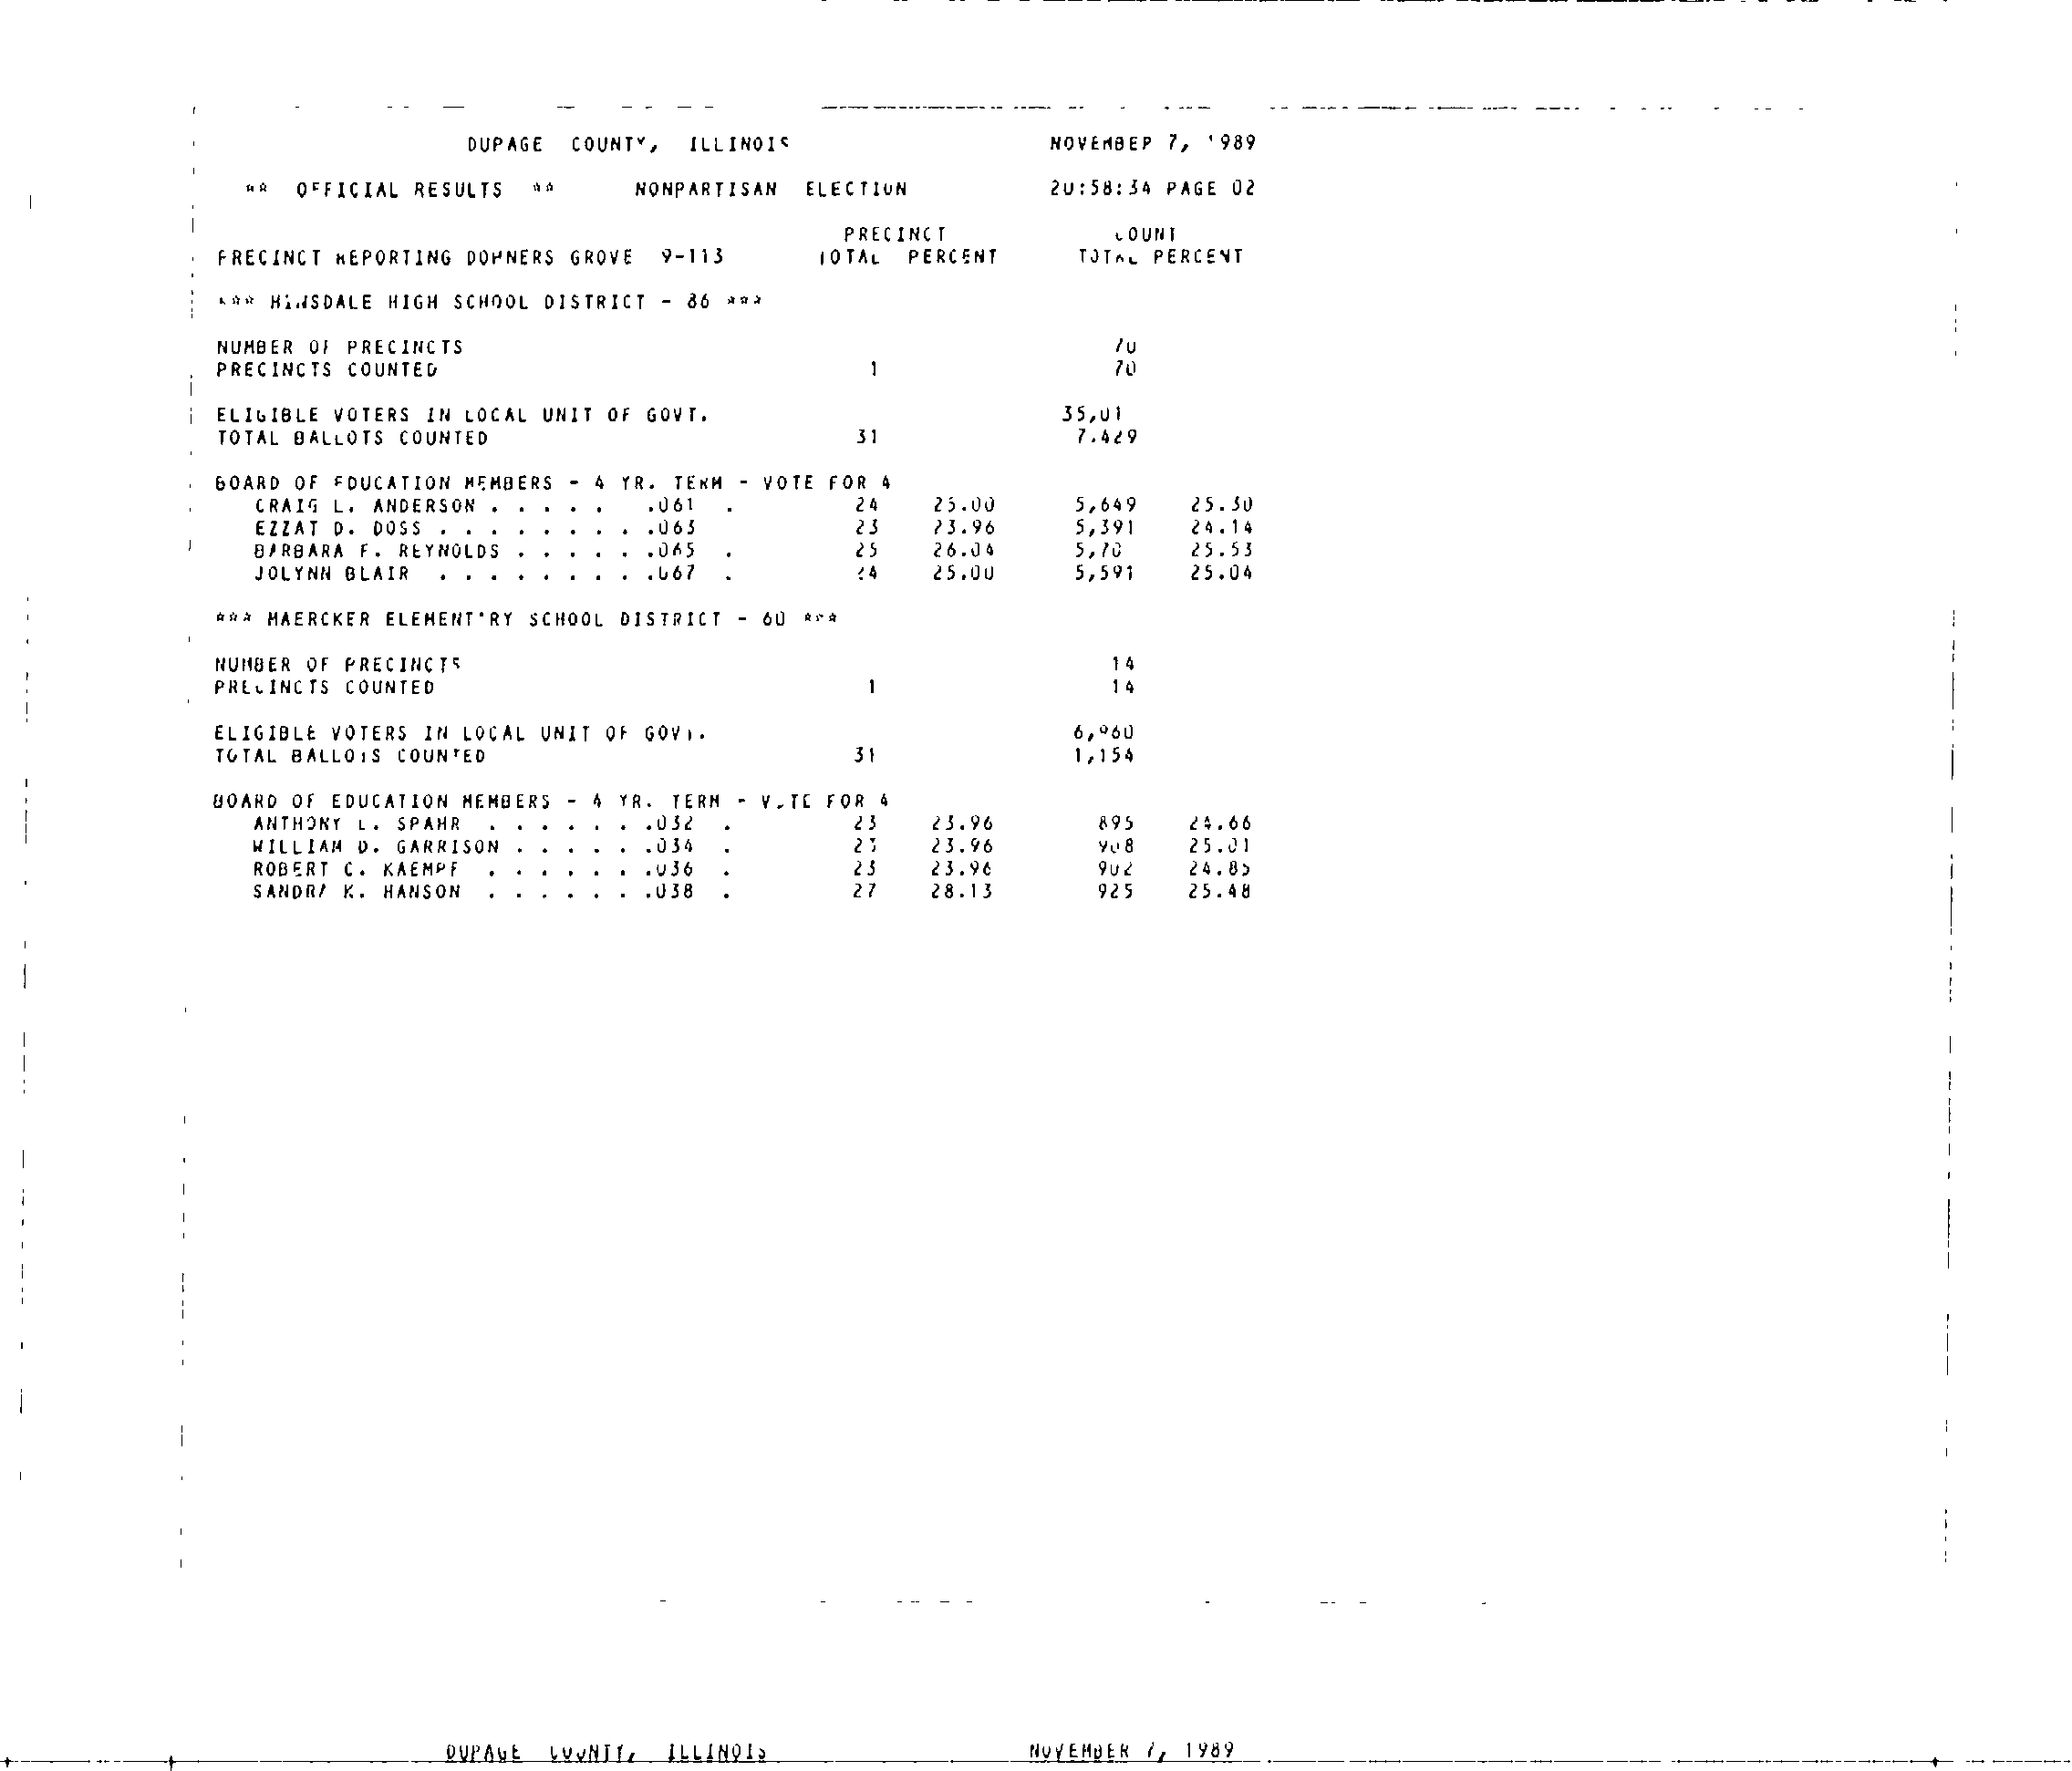 DUPAGE COUNTY, ILLINOIS NOVEMBER 7, 1989
** OFFICIAL RESULTS ** NONPARTISAN ELECTION 20:58:34 PAGE 02
PRECINCT COUNT
PRECINCT REPORTING DOWNERS GROVE 9-113 TOTAL PERCENT TOTAL PERCENT
*** HINSDALE HIGH SCHOOL DISTRICT - 86 ***
NUMBER OF PRECINCTS 70
PRECINCTS COUNTED 1 70
ELIGIBLE VOTERS IN LOCAL UNIT OF GOVT.
TOTAL BALLOTS COUNTED 31 7,429
BOARD OF EDUCATION MEMBERS - 4 YR. TERM - VOTE FOR 4
CRAIG L. ANDERSON . . . . . .061 . 24 25.00 5,649 25.30
EZZAT D. DOSS . . . . . . . . .063 23 23.96 5,391 24.14
BARBARA F. REYNOLDS . . . . . .065 . 25 26.04 25.53
JOLYNN BLAIR . . . . . . . . .067 . 24 25.00 5,591 25.04
*** MAERCKER ELEMENTARY SCHOOL DISTRICT - 60 ***
NUMBER OF PRECINCTS 14
PRECINCTS COUNTED 1 14
ELIGIBLE VOTERS IN LOCAL UNIT OF GOVT.
TOTAL BALLOTS COUNTED 31 1,154
BOARD OF EDUCATION MEMBERS - 4 YR. TERM - VOTE FOR 4
ANTHONY L. SPAHR . . . . . . .032 . 23 23.96 895 24.66
WILLIAM D. GARRISON . . . . . .034 . 23 23.96 908 25.01
ROBERT C. KAEMPF . . . . . . .036 . 23 23.96 902 24.85
SANDRA K. HANSON . . . . . . .038 . 27 28.13 925 25.48
DUPAGE COUNTY, ILLINOIS NOVEMBER 7, 1989